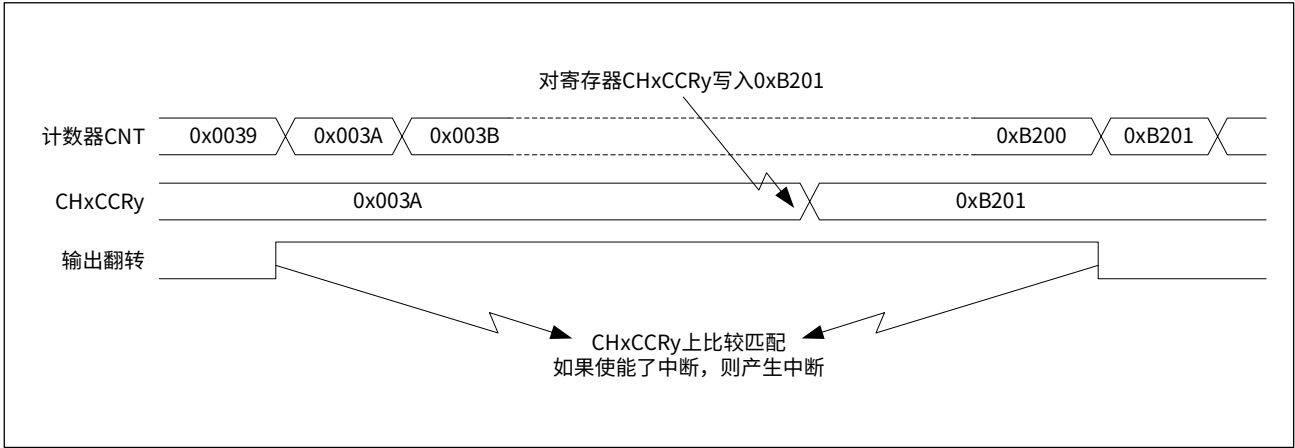 对寄存器CHxCCRy写入0xB201
计数器CNT 0x0039 0x003A 0x003B 0xB200 0xB201
CHxCCRy 0x003A 0xB201
输出翻转
CHxCCRy上比较匹配
如果使能了中断，则产生中断